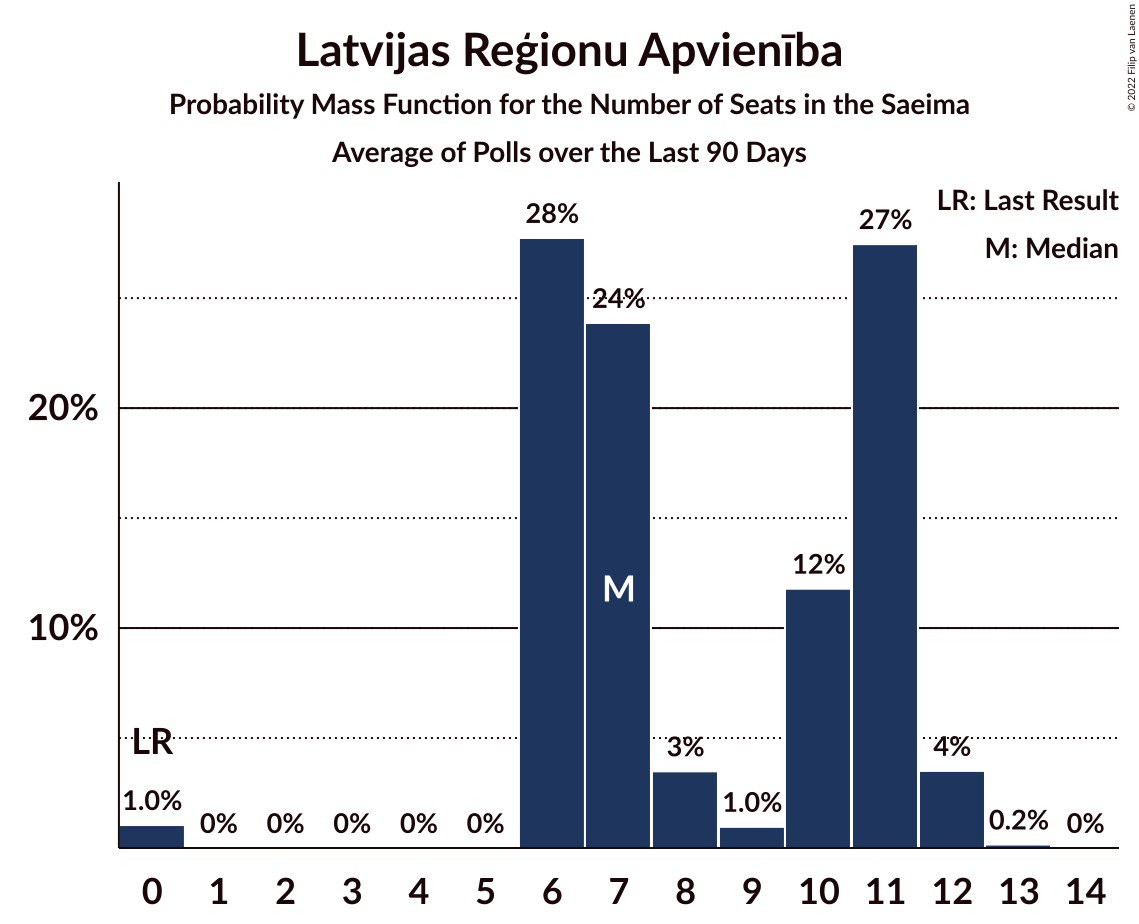 Latvijas Reģionu Apvienība
Probability Mass Function for the Number of Seats in the Saeima
Average of Polls over the Last 90 Days
© 2022 Filip van Laenen
LR: Last Result
M: Median
28%
27%
24%
20%
12%
M
10%
LR
3%
4%
1.0%
0%
0%
0%
0%
0%
1.0%
0.2%
0%
0 1 2 3 4 5 6 7 8 9 10 11 12 13 14